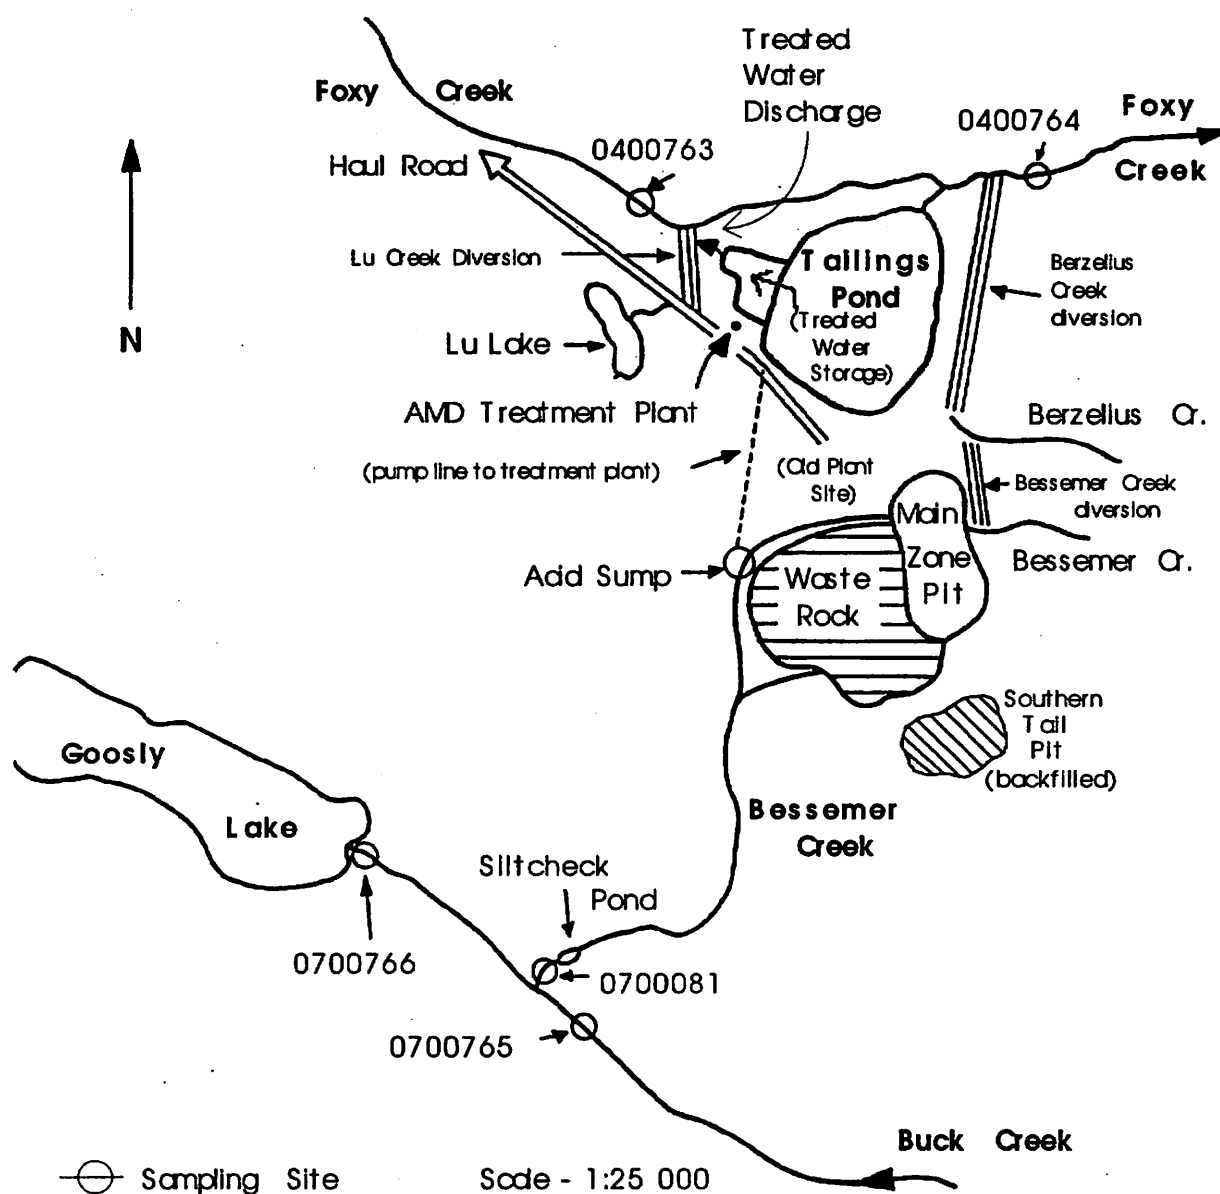 Treated
Water
Discharge
Foxy Creek
0400764
Foxy
Creek
0400763
Haul Road
Lu Creek Diversion
Tailings
Pond
(Treated
Water
Storage)
Berzelius
Creek
diversion
N
Lu Lake
AMD Treatment Plant
Berzelius Cr.
(pump line to treatment plant)
(Old Plant
Site)
Bessemer Creek
diversion
Main
Zone
Pit
Bessemer Cr.
Acid Sump
Waste
Rock
Southern
Tail
Pit
(backfilled)
Goosly
Lake
Bessemer
Creek
Siltcheck
Pond
0700766
0700081
0700765
Buck Creek
Sampling Site
Scale - 1:25 000